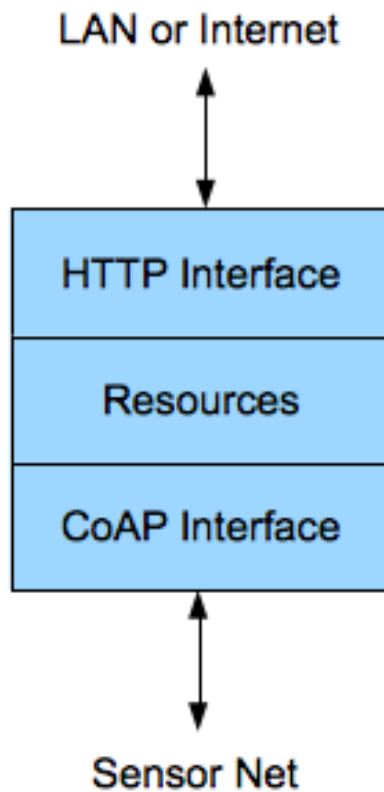 LAN or Internet
HTTP Interface
Resources
CoAP Interface
Sensor Net